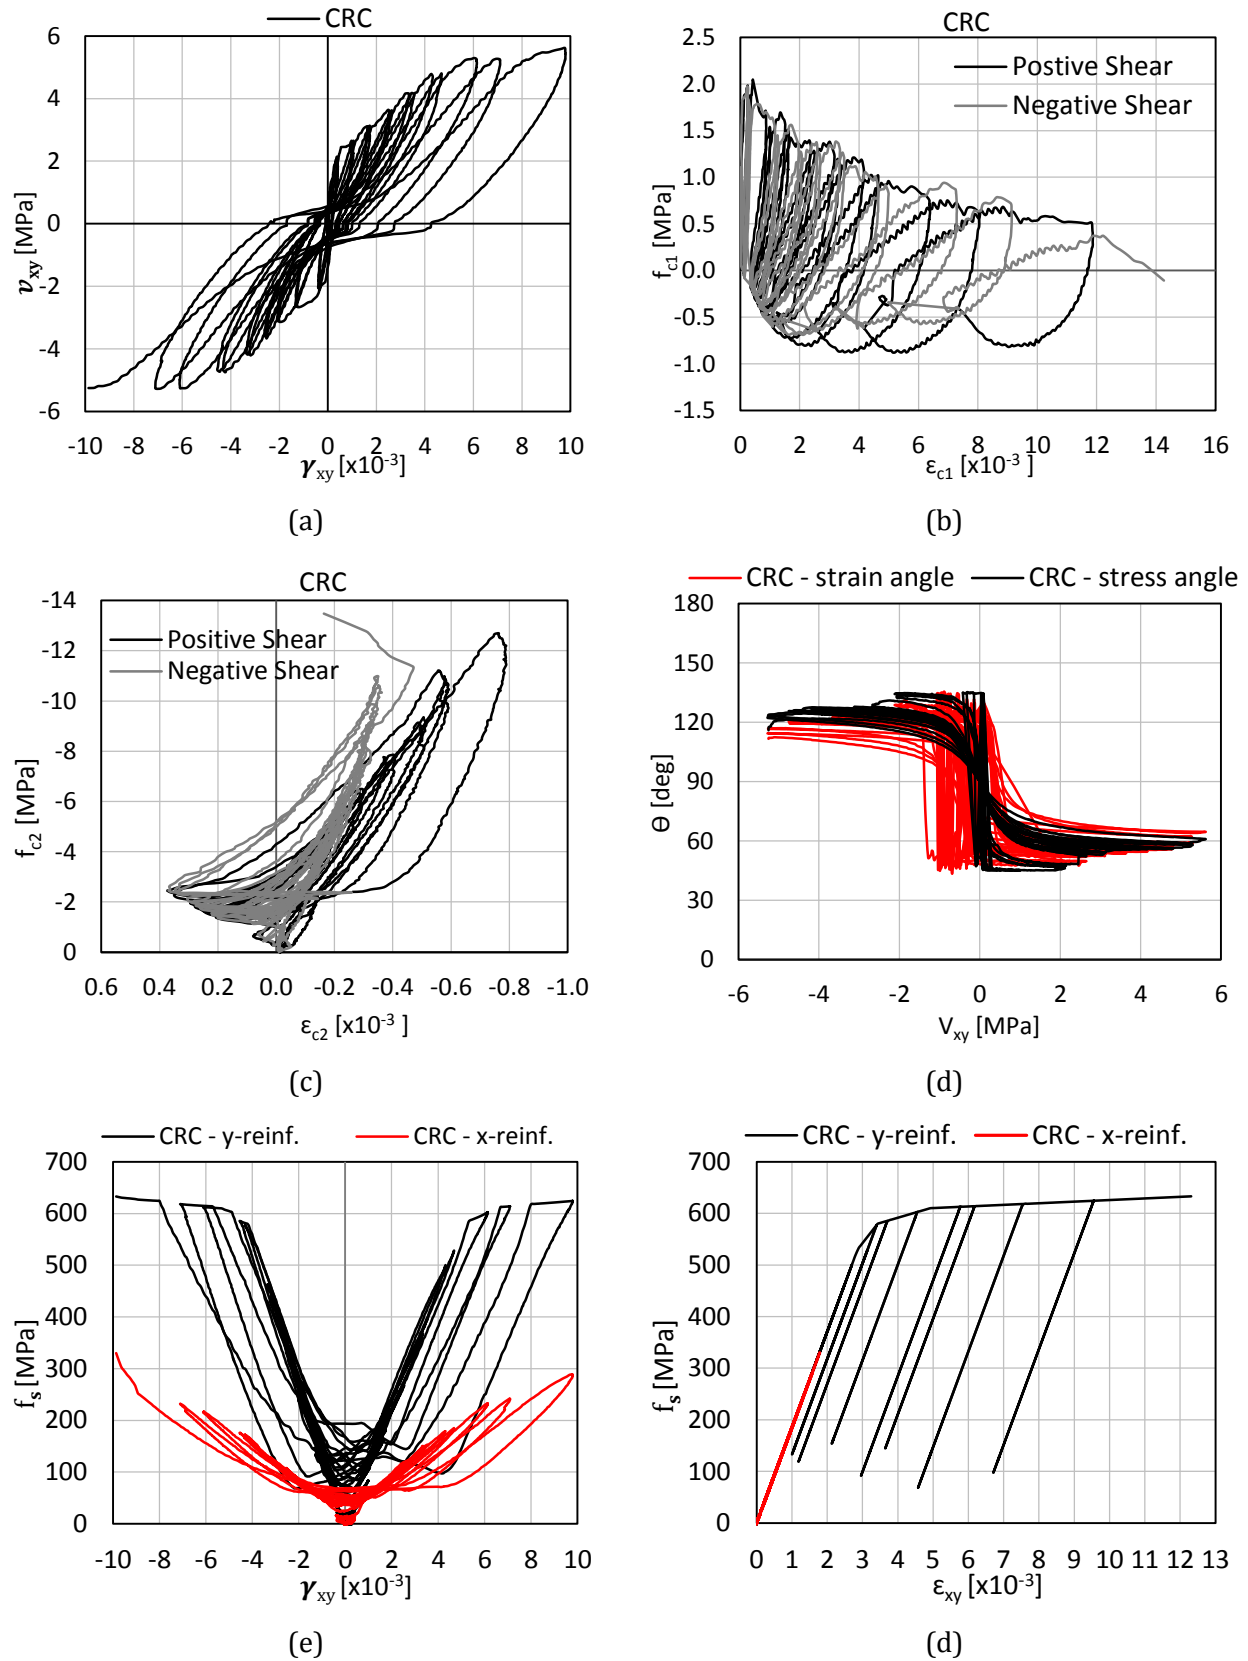 CRC
6
4
2
0
-2
-4
-6
-10 -8 -6 -4 -2 0 2 4 6 8 10
𝒗xy [MPa]
γxy [x10-3]
(a)
CRC
Postive Shear
Negative Shear
2.5
2.0
1.5
1.0
0.5
0.0
-0.5
-1.0
-1.5
0 2 4 6 8 10 12 14 16
fc1 [MPa]
εc1 [x10-3]
(b)
CRC
Positive Shear
Negative Shear
-14
-12
-10
-8
-6
-4
-2
0
0.6 0.4 0.2 0.0 -0.2 -0.4 -0.6 -0.8 -1.0
fc2 [MPa]
εc2 [x10-3]
(c)
CRC - strain angle CRC - stress angle
180
150
120
90
60
30
0
-6 -4 -2 0 2 4 6
Θ [deg]
Vxy [MPa]
(d)
CRC - y-reinf. CRC - x-reinf.
700
600
500
400
300
200
100
0
-10 -8 -6 -4 -2 0 2 4 6 8 10
fs [MPa]
γxy [x10-3]
(e)
CRC - y-reinf. CRC - x-reinf.
700
600
500
400
300
200
100
0
0 1 2 3 4 5 6 7 8 9 10 11 12 13
fs [MPa]
εxy [x10-3]
(d)